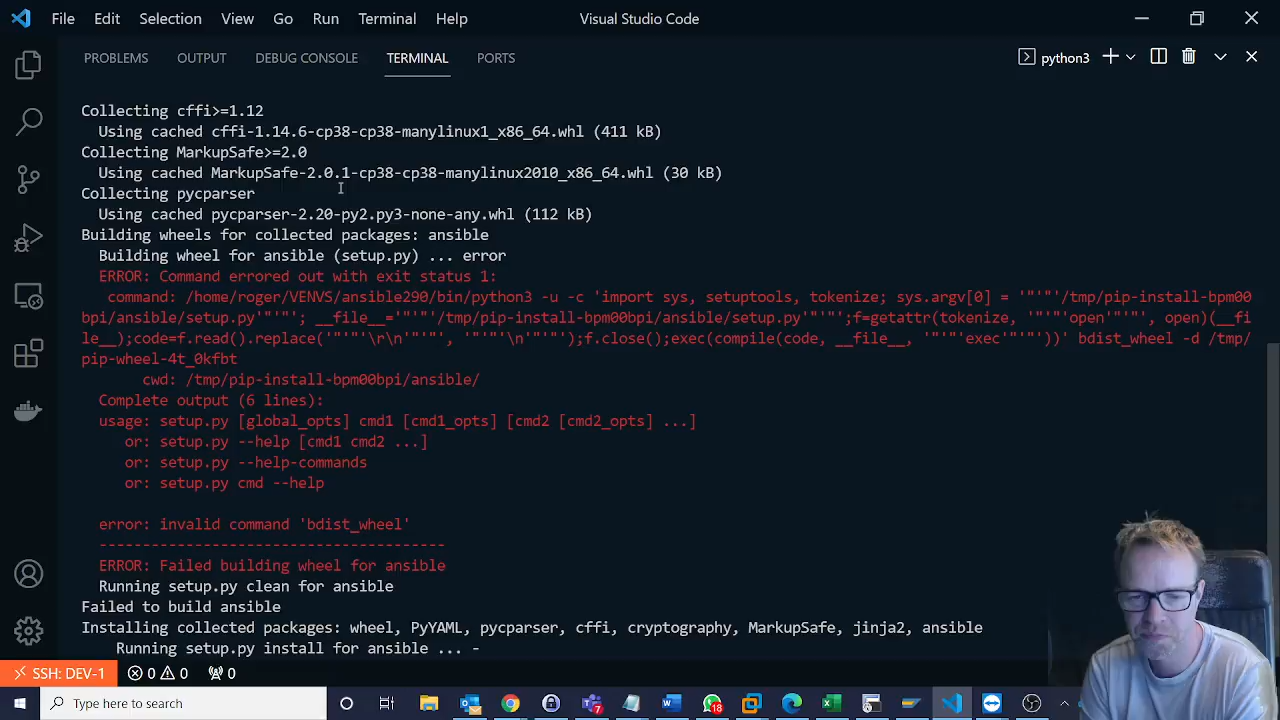 File Edit Selection View Go Run Terminal Help Visual Studio Code
PROBLEMS OUTPUT DEBUG CONSOLE TERMINAL PORTS python3
Collecting cffi>=1.12
Using cached cffi-1.14.6-cp38-cp38-manylinux1_x86_64.whl (411 kB)
Collecting MarkupSafe>=2.0
Using cached MarkupSafe-2.0.1-cp38-cp38-manylinux2010_x86_64.whl (30 kB)
Collecting pycparser
Using cached pycparser-2.20-py2.py3-none-any.whl (112 kB)
Building wheels for collected packages: ansible
Building wheel for ansible (setup.py) ... error
ERROR: Command errored out with exit status 1:
command: /home/roger/VENVS/ansible290/bin/python3 -u -c 'import sys, setuptools, tokenize; sys.argv[0] = '"'"'/tmp/pip-install-bpm00
bpi/ansible/setup.py'"'"'; __file__='"'"'/tmp/pip-install-bpm00bpi/ansible/setup.py'"'"';f=getattr(tokenize, '"'"'open'"'"', open)(__fi
le__);code=f.read().replace('"'"'\r\n'"'"', '"'"'\n'"'"');f.close();exec(compile(code, __file__, '"'"'exec'"'"'))' bdist_wheel -d /tmp/
pip-wheel-4t_0kfbt
cwd: /tmp/pip-install-bpm00bpi/ansible/
Complete output (6 lines):
usage: setup.py [global_opts] cmd1 [cmd1_opts] [cmd2 [cmd2_opts] ...]
or: setup.py --help [cmd1 cmd2 ...]
or: setup.py --help-commands
or: setup.py cmd --help
error: invalid command 'bdist_wheel'
----------------------------------------
ERROR: Failed building wheel for ansible
Running setup.py clean for ansible
Failed to build ansible
Installing collected packages: wheel, PyYAML, pycparser, cffi, cryptography, MarkupSafe, jinja2, ansible
Running setup.py install for ansible ... -
SSH: DEV-1 0 0 0
Type here to search 7 18